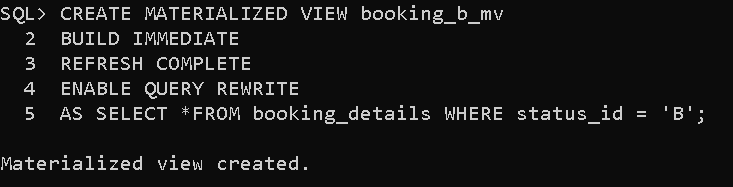 SQL> CREATE MATERIALIZED VIEW booking_b_mv
2 BUILD IMMEDIATE
3 REFRESH COMPLETE
4 ENABLE QUERY REWRITE
5 AS SELECT *FROM booking_details WHERE status_id = 'B';
Materialized view created.